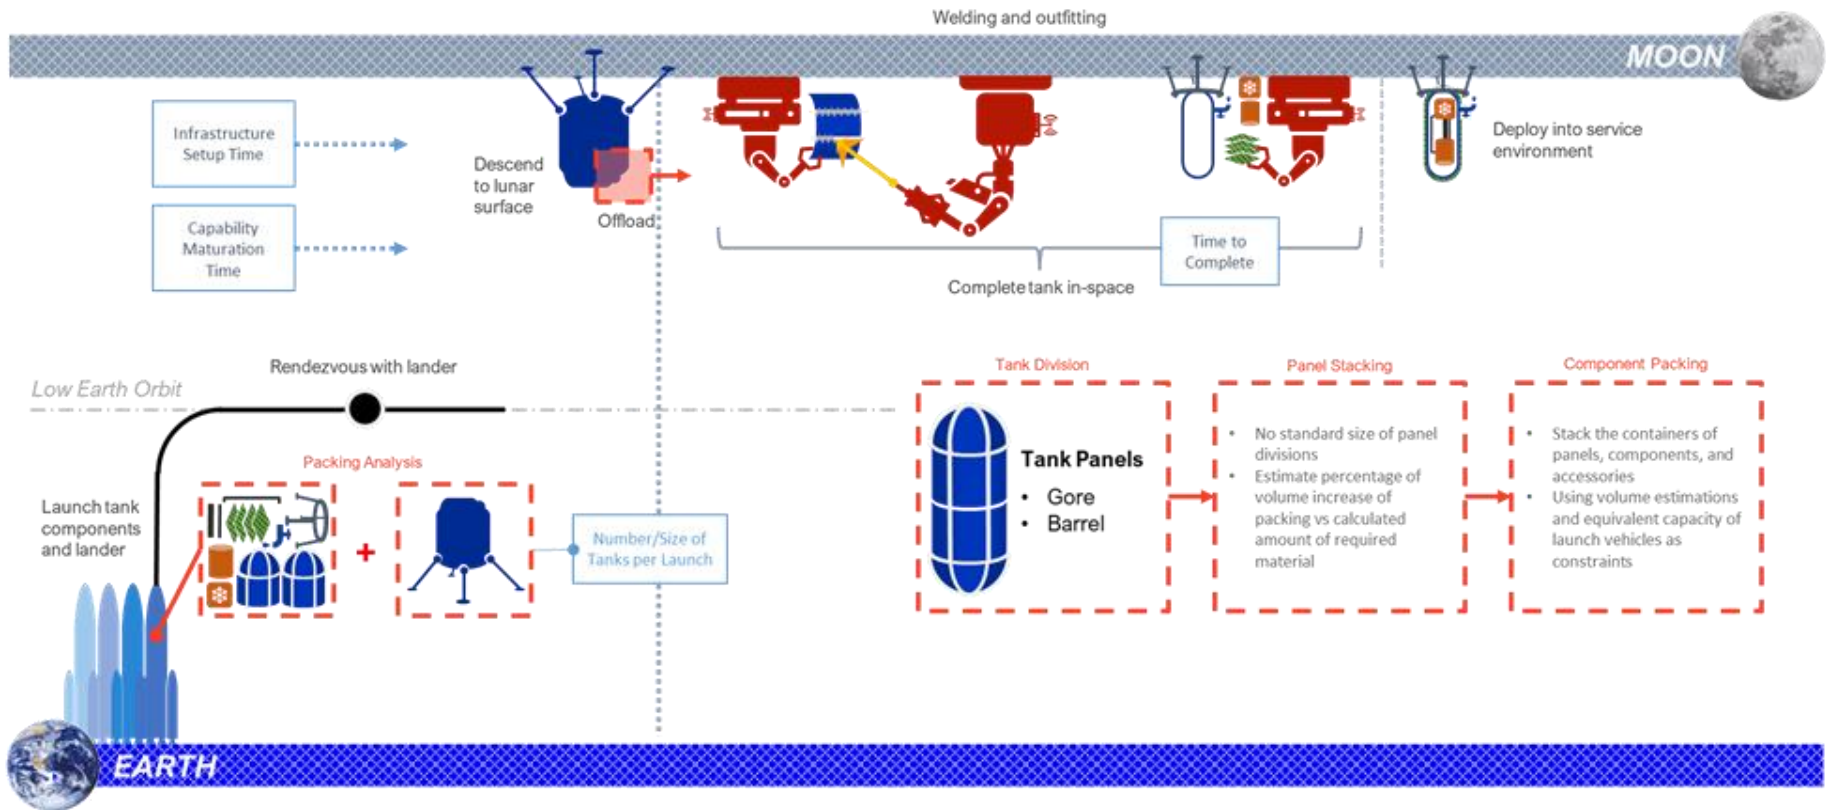 Welding and outfitting
MOON
Infrastructure
Setup Time
Capability
Maturation
Time
Descend
to lunar
surface
Offload
Time to
Complete
Complete tank in-space
Deploy into service
environment
Low Earth Orbit
Rendezvous with lander
Packing Analysis
Launch tank
components
and lander
+
Number/Size of
Tanks per Launch
Tank Division
Tank Panels
• Gore
• Barrel
Panel Stacking
• No standard size of panel
divisions
• Estimate percentage of
volume increase of
packing vs calculated
amount of required
material
Component Packing
• Stack the containers of
panels, components, and
accessories
• Using volume estimations
and equivalent capacity of
launch vehicles as
constraints
EARTH